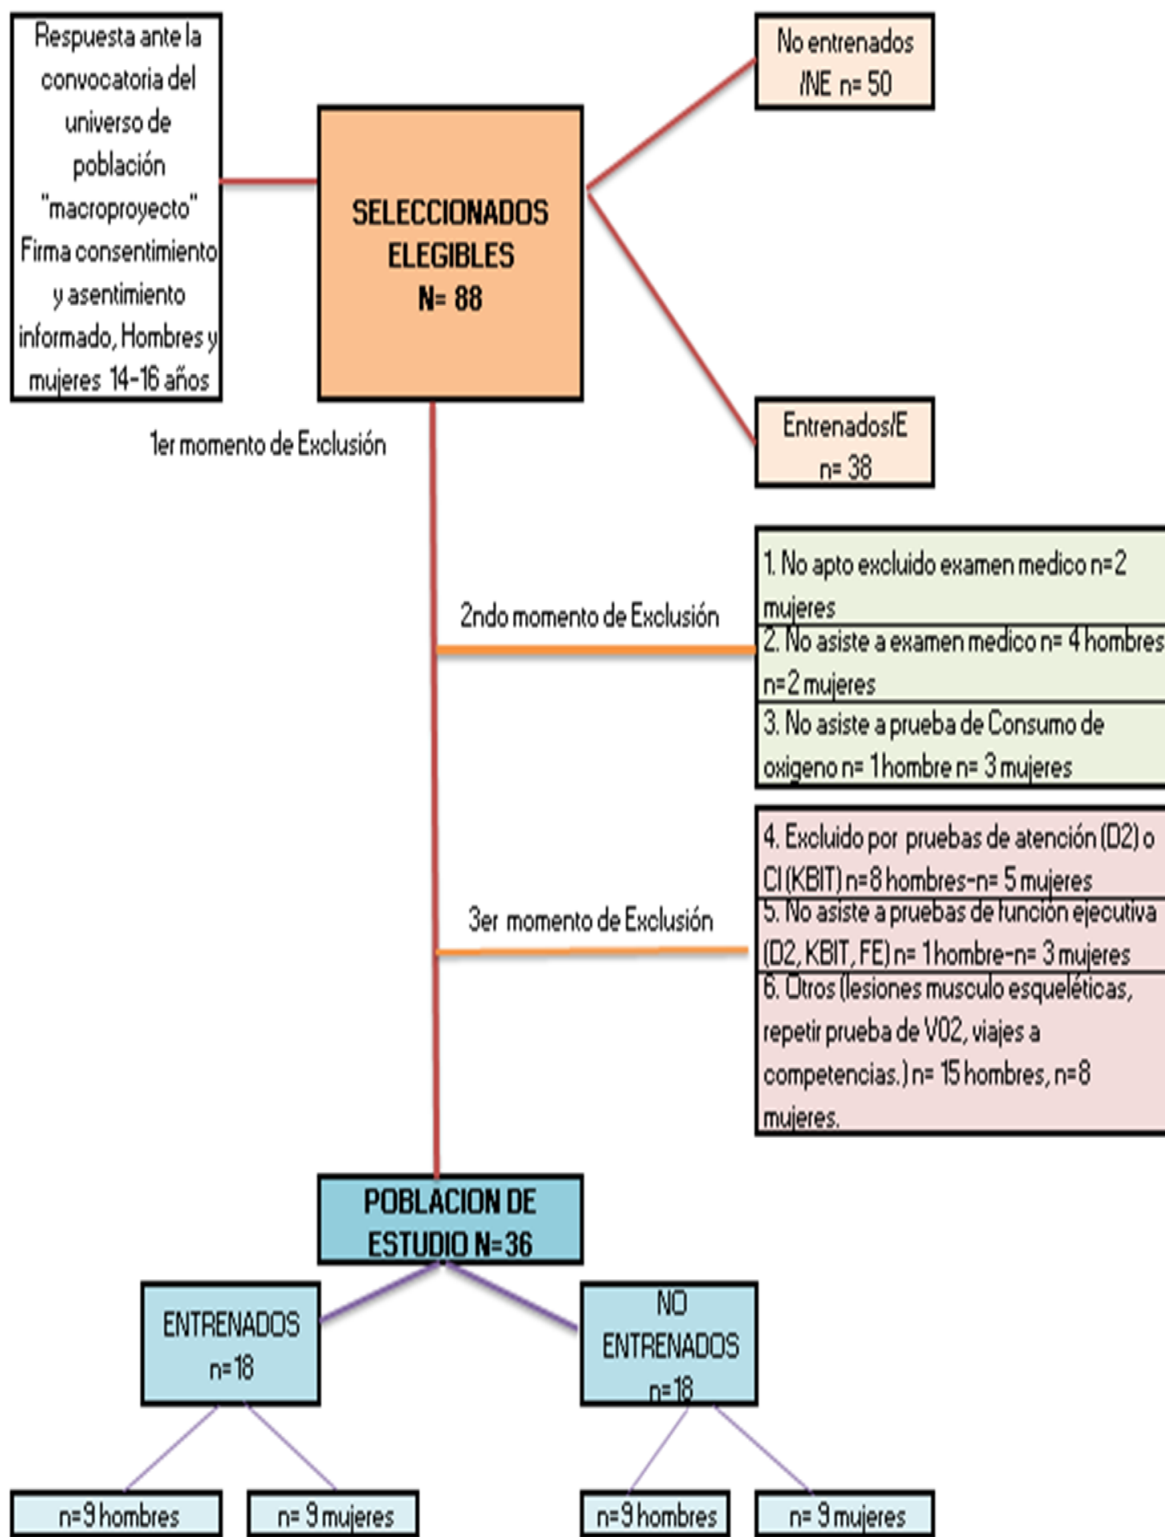 Respuesta ante la
convocatoria del
universo de
población
"macroproyecto"
Firma consentimiento
y asentimiento
informado, Hombres y
mujeres 14-16 años
SELECCIONADOS
ELEGIBLES
N= 88
No entrenados
/NE n= 50
Entrenados/E
n= 38
1er momento de Exclusión
2ndo momento de Exclusión
1. No apto excluido examen medico n=2
mujeres
2. No asiste a examen medico n= 4 hombres
n=2 mujeres
3. No asiste a prueba de Consumo de
oxigeno n= 1 hombre n= 3 mujeres
3er momento de Exclusión
4. Excluido por pruebas de atención (D2) o
CI (KBIT) n=8 hombres-n= 5 mujeres
5. No asiste a pruebas de función ejecutiva
(D2, KBIT, FE) n= 1 hombre-n= 3 mujeres
6. Otros (lesiones musculo esqueléticas,
repetir prueba de VO2, viajes a
competencias.) n= 15 hombres, n=8
mujeres.
POBLACION DE
ESTUDIO N=36
ENTRENADOS
n=18
NO
ENTRENADOS
n=18
n=9 hombres
n= 9 mujeres
n=9 hombres
n= 9 mujeres